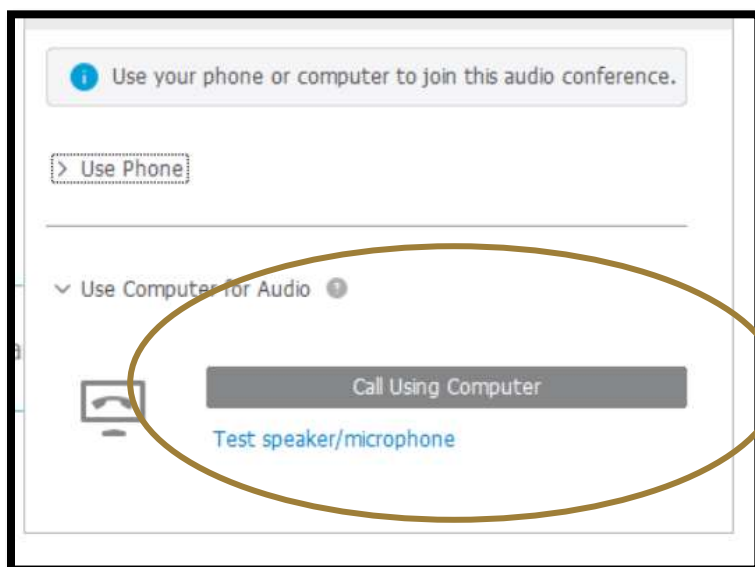 Use your phone or computer to join this audio conference.
> Use Phone
Use Computer for Audio ?
Call Using Computer
Test speaker/microphone